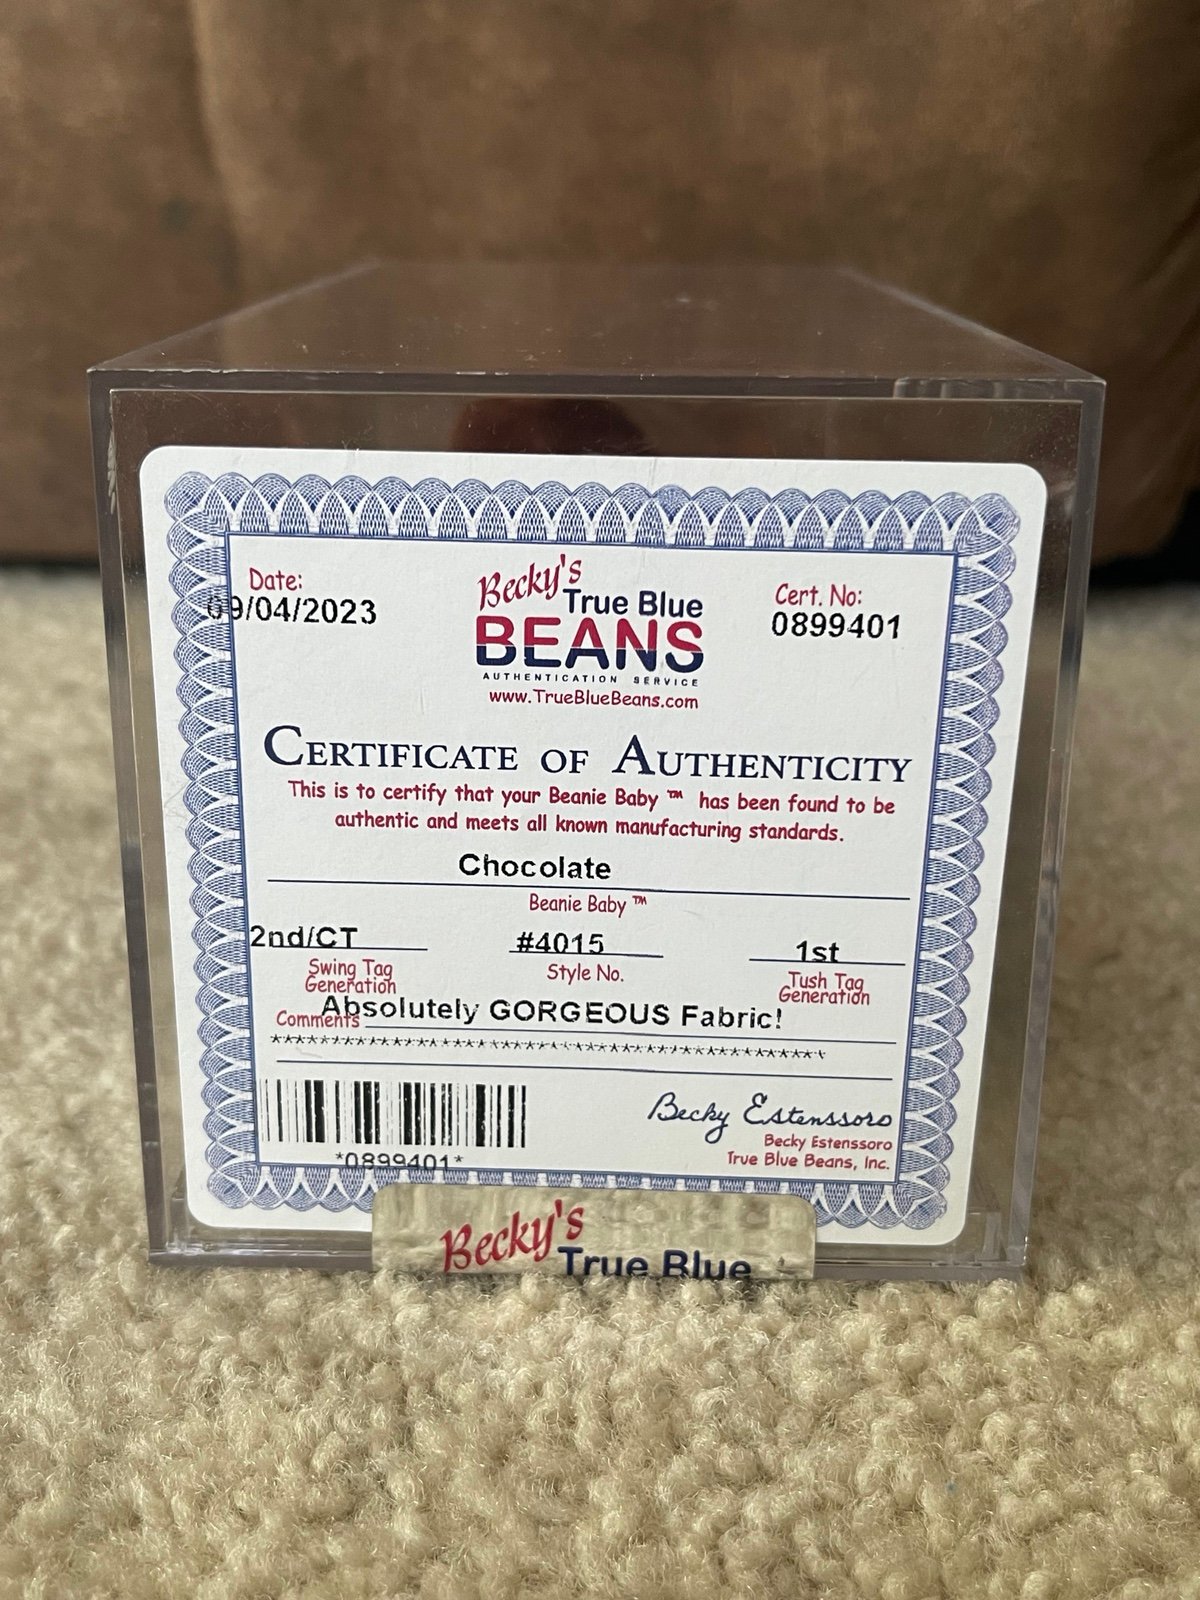 Date:
09/04/2023
Becky's
True Blue
BEANS
AUTHENTICATION SERVICE
www.TrueBlueBeans.com
Cert. No:
0899401
CERTIFICATE OF AUTHENTICITY
This is to certify that your Beanie Baby ™ has been found to be
authentic and meets all known manufacturing standards.
Chocolate
Beanie Baby ™
2nd/CT
Swing Tag
Generation
#4015
Style No.
1st
Tush Tag
Generation
Absolutely GORGEOUS Fabric!
Comments
*********************************************
*0899401*
Becky Estenssoro
Becky Estenssoro
True Blue Beans, Inc.
Becky's
True Blue